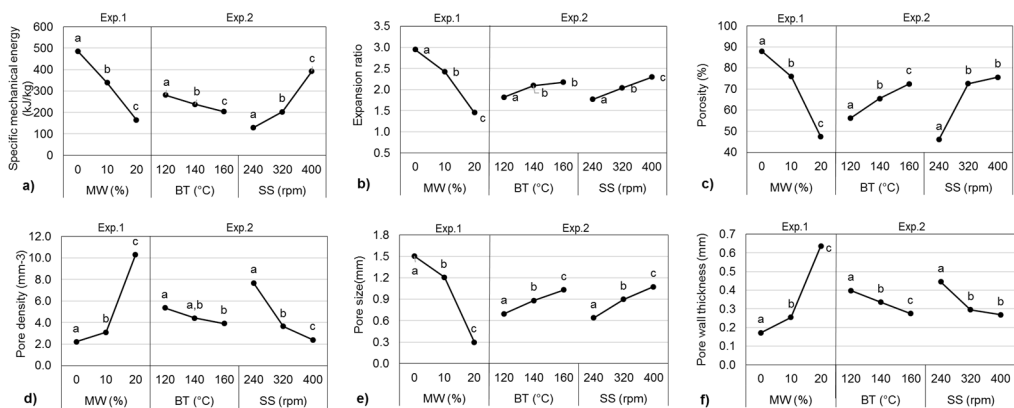 Exp.1 Exp.2
Specific mechanical energy
(kJ/kg)
600
500
400
300
200
100
0
a
b
c
a
b
c
a
b
c
0 10 20 120 140 160 240 320 400
MW (%) BT (°C) SS (rpm)
a)
Exp.1 Exp.2
Expansion ratio
3.5
3.0
2.5
2.0
1.5
1.0
0.5
a
b
c
a
b
c
a
b
c
0 10 20 120 140 160 240 320 400
MW (%) BT (°C) SS (rpm)
b)
Exp.1 Exp.2
Porosity (%)
100
90
80
70
60
50
40
a
b
c
a
b
c
a
b
b
0 10 20 120 140 160 240 320 400
MW (%) BT (°C) SS (rpm)
c)
Exp.1 Exp.2
Pore density (mm-3)
12.0
10.0
8.0
6.0
4.0
2.0
0.0
a
b
c
a
a,b
b
a
b
c
0 10 20 120 140 160 240 320 400
MW (%) BT (°C) SS (rpm)
d)
Exp.1 Exp.2
Pore size(mm)
1.8
1.5
1.2
0.9
0.6
0.3
0.0
a
b
c
a
b
c
a
b
c
0 10 20 120 140 160 240 320 400
MW (%) BT (°C) SS (rpm)
e)
Exp.1 Exp.2
Pore wall thickness (mm)
0.7
0.6
0.5
0.4
0.3
0.2
0.1
0.0
a
b
c
a
b
c
a
b
b
0 10 20 120 140 160 240 320 400
MW (%) BT (°C) SS (rpm)
f)